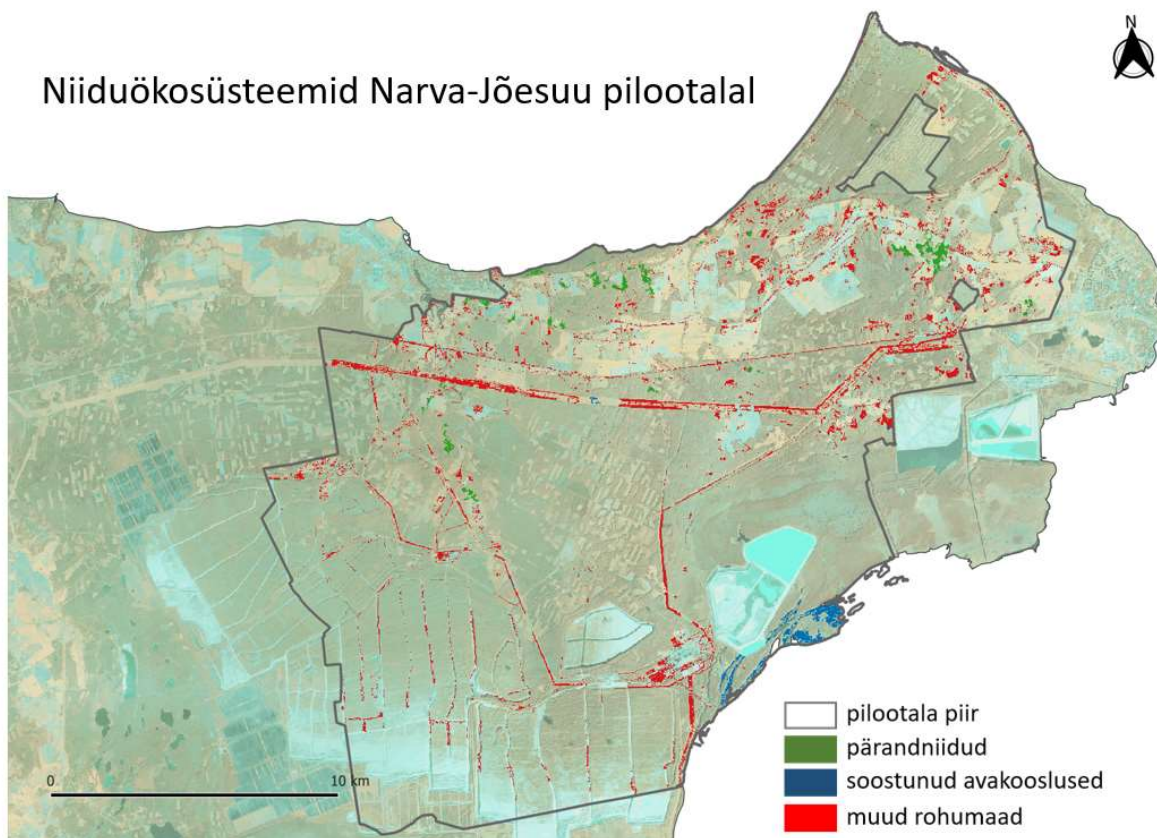 N
Niiduökosüsteemid Narva-Jõesuu pilootalal
0 10 km
pilootala piir
pärandniidud
soostunud avakooslused
muud rohumaad